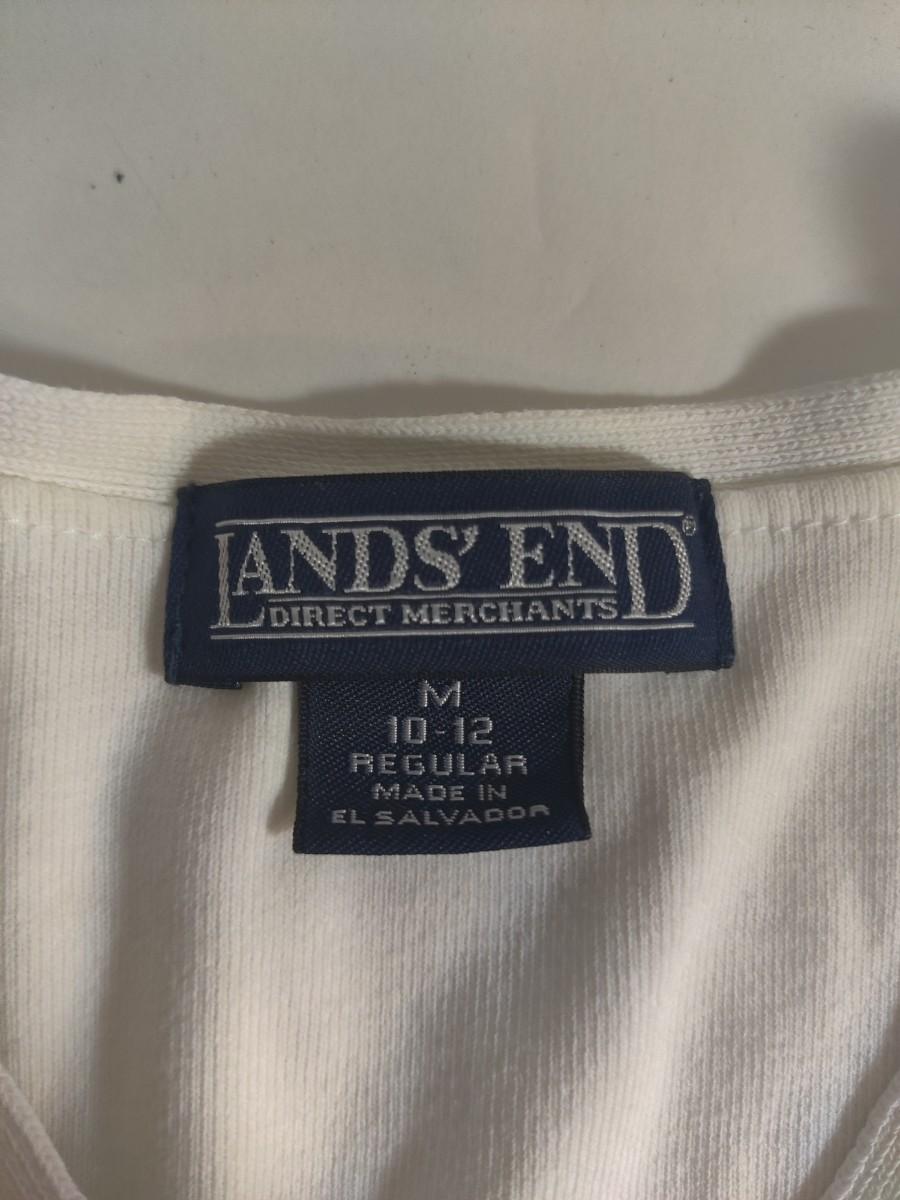 LANDS' END®
DIRECT MERCHANTS
M
10-12
REGULAR
MADE IN
EL SALVADOR